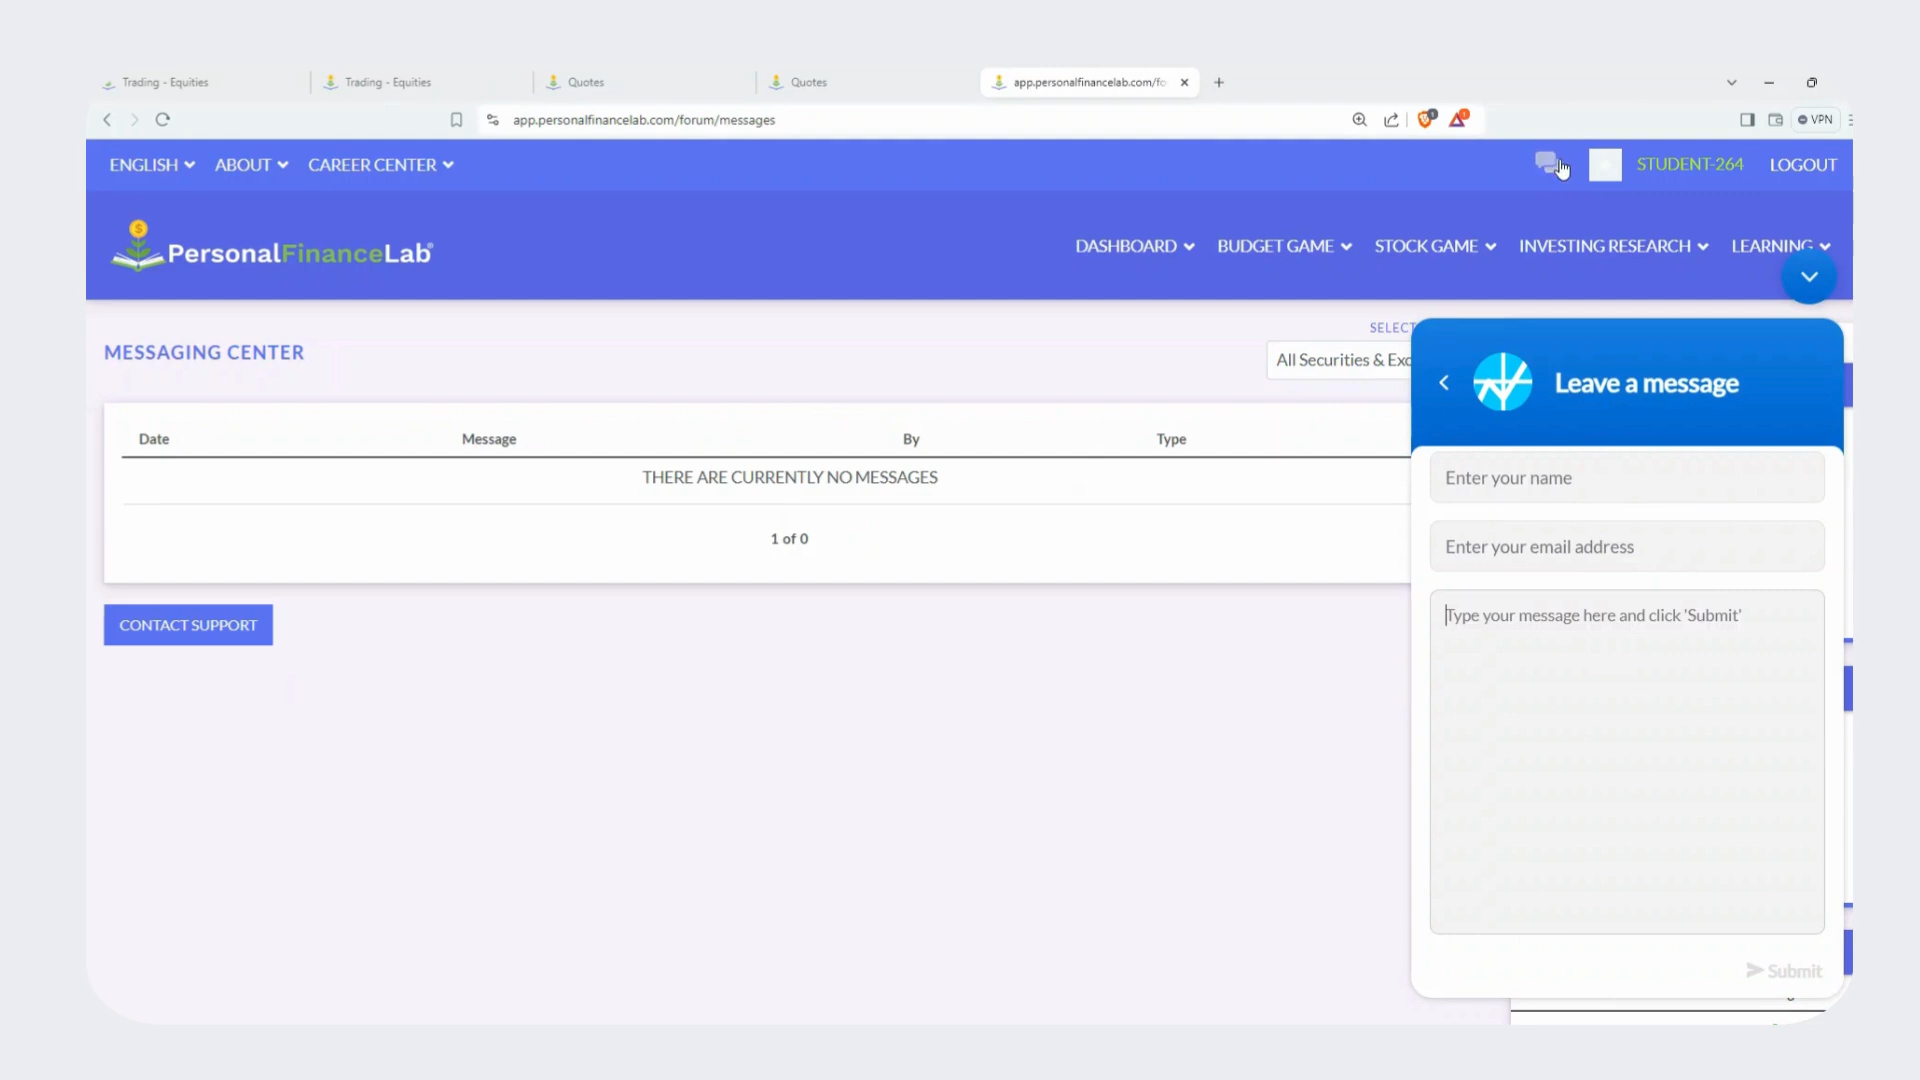 Trading - Equities
Trading - Equities
Quotes
Quotes
app.personalfinancelab.com/fo
app.personalfinancelab.com/forum/messages
VPN
ENGLISH
ABOUT
CAREER CENTER
STUDENT-264
LOGOUT
PersonalFinanceLab
DASHBOARD
BUDGET GAME
STOCK GAME
INVESTING RESEARCH
LEARNING
MESSAGING CENTER
SELECT
All Securities & Exc
Date Message By Type
THERE ARE CURRENTLY NO MESSAGES
1 of 0
CONTACT SUPPORT
Leave a message
Enter your name
Enter your email address
Type your message here and click 'Submit'
Submit